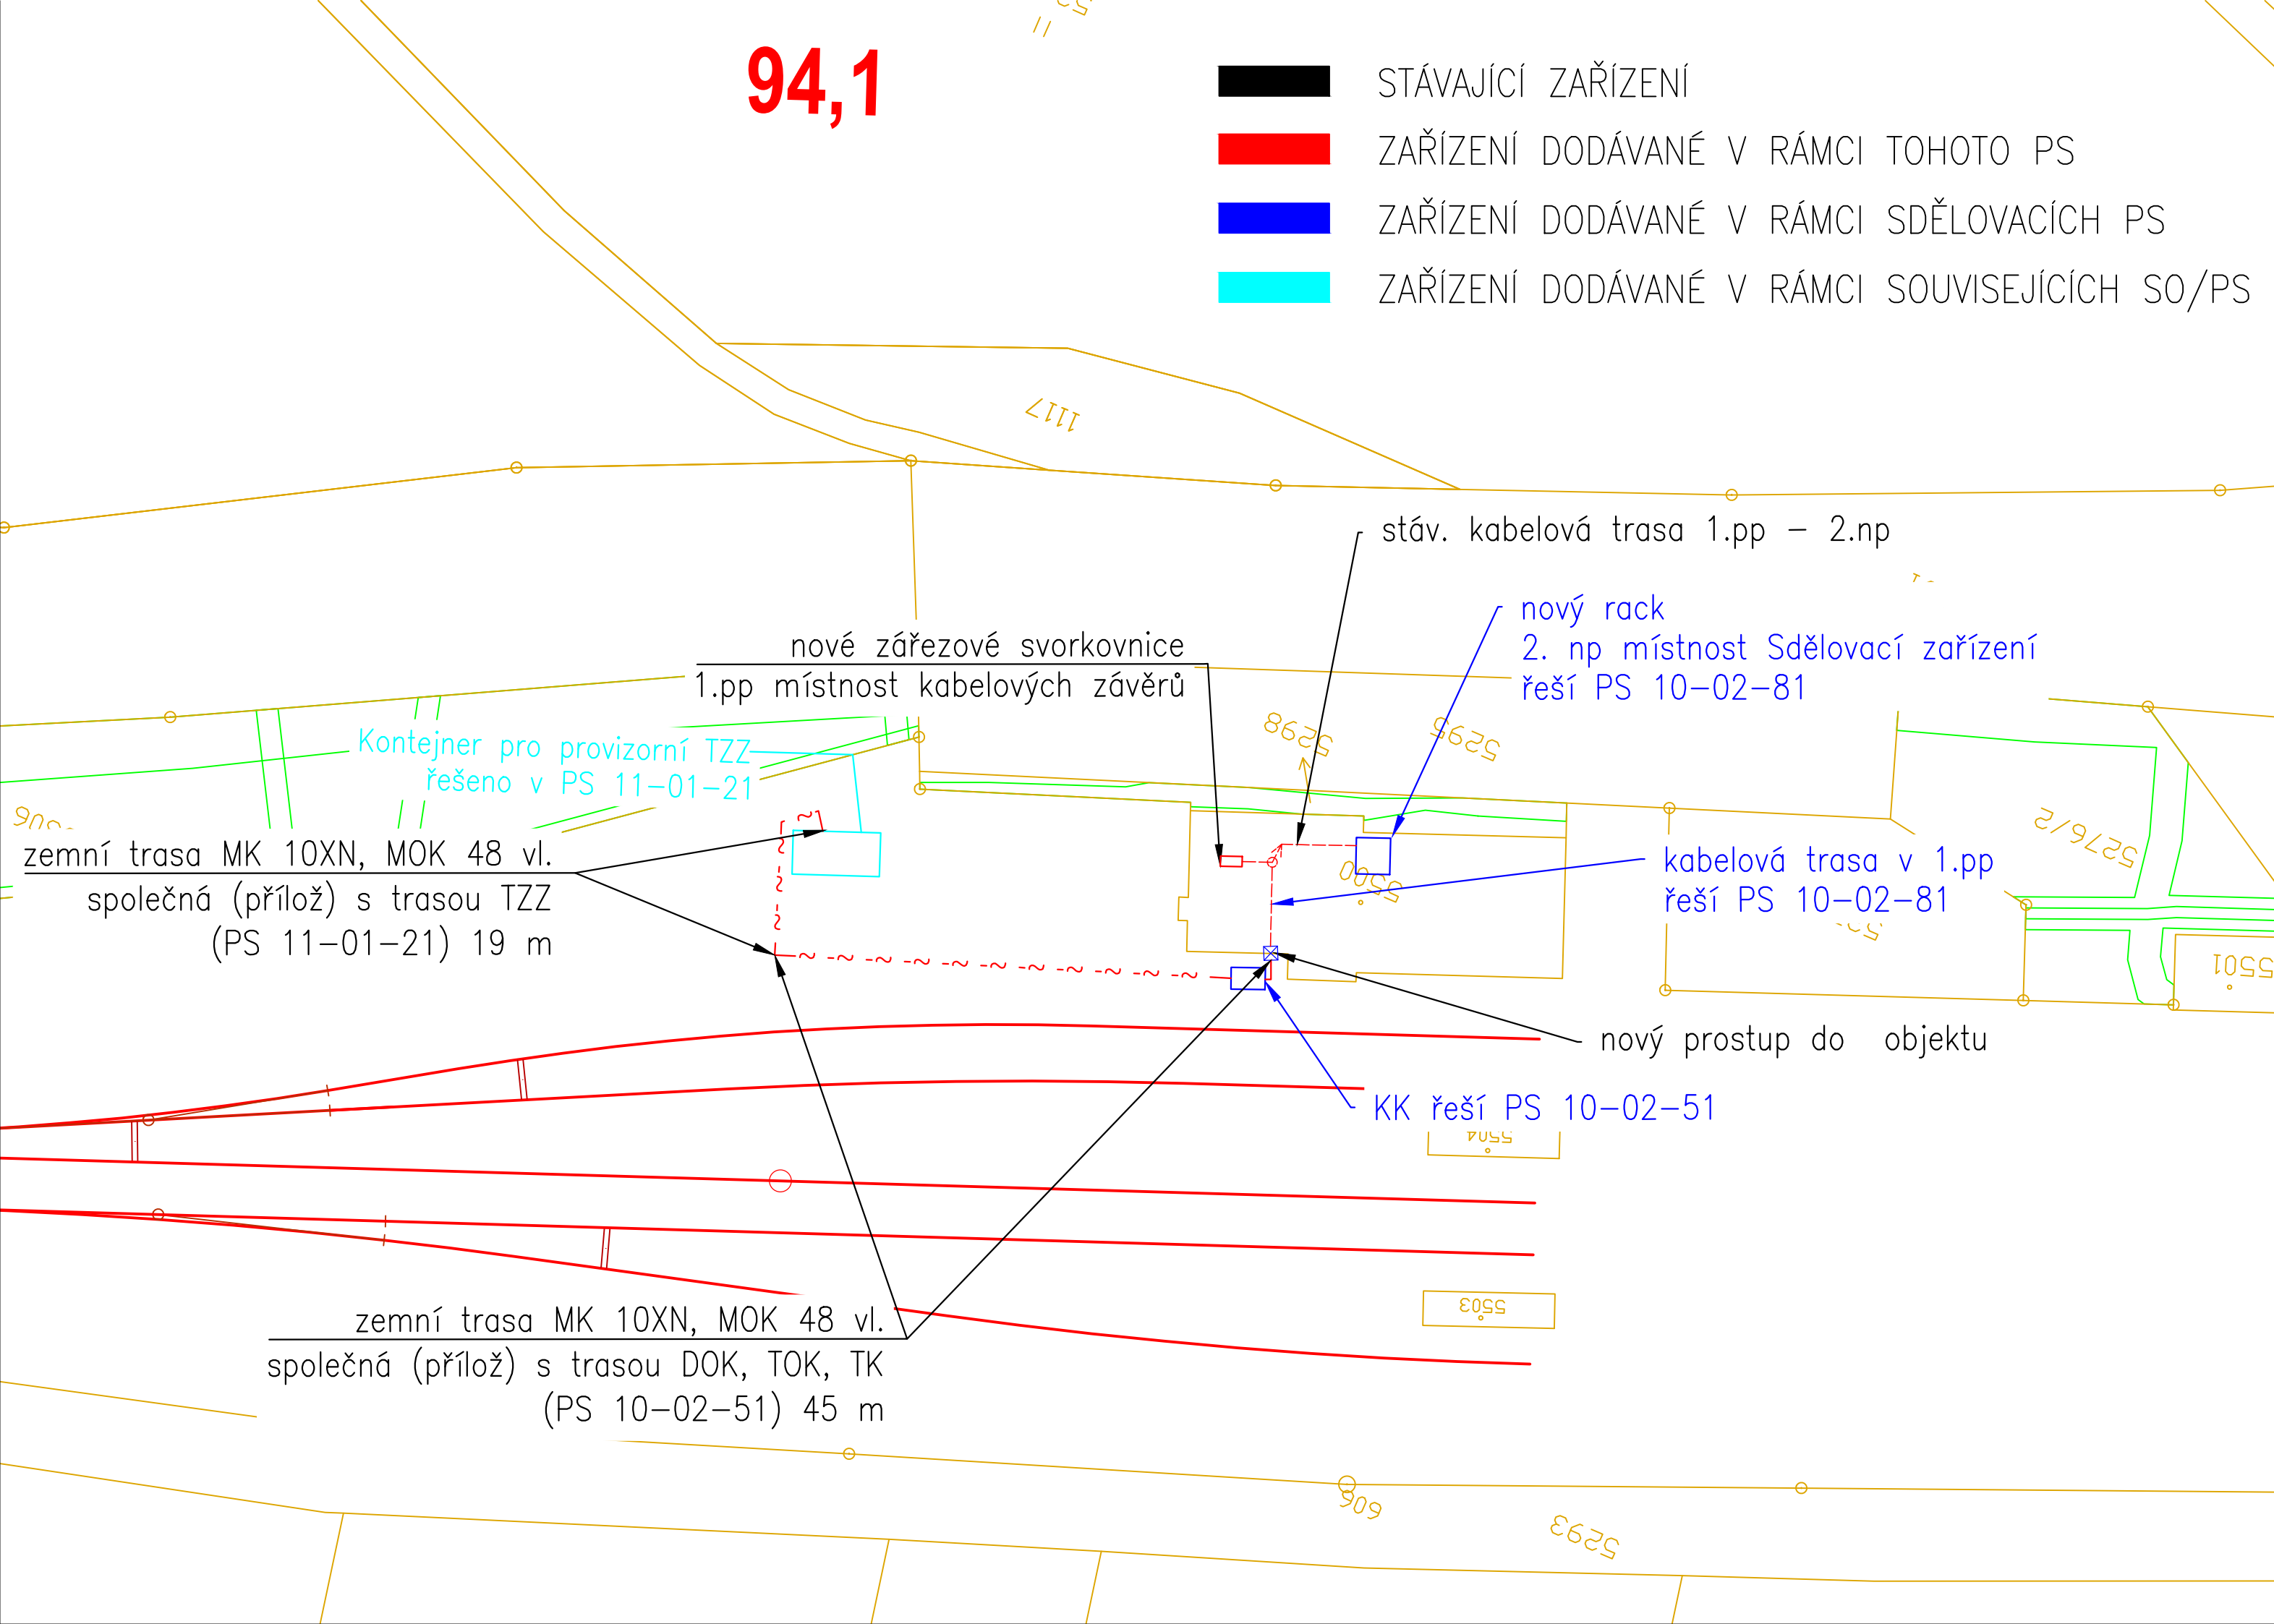 94,1
STÁVAJÍCÍ ZAŘÍZENÍ
ZAŘÍZENÍ DODÁVANÉ V RÁMCI TOHOTO PS
ZAŘÍZENÍ DODÁVANÉ V RÁMCI SDĚLOVACÍCH PS
ZAŘÍZENÍ DODÁVANÉ V RÁMCI SOUVISEJÍCÍCH SO/PS
1117
stáv. kabelová trasa 1.pp – 2.np
nový rack
2. np místnost Sdělovací zařízení
řeší PS 10-02-81
nové zářezové svorkovnice
1.pp místnost kabelových závěrů
5298
5295
Kontejner pro provizorní TZZ
řešeno v PS 11-01-21
5276/2
zemní trasa MK 10XN, MOK 48 vl.
společná (přílož) s trasou TZZ
(PS 11-01-21) 19 m
5500
kabelová trasa v 1.pp
řeší PS 10-02-81
5501
nový prostup do objektu
KK řeší PS 10-02-51
5504
5503
zemní trasa MK 10XN, MOK 48 vl.
společná (přílož) s trasou DOK, TOK, TK
(PS 10-02-51) 45 m
606
5293